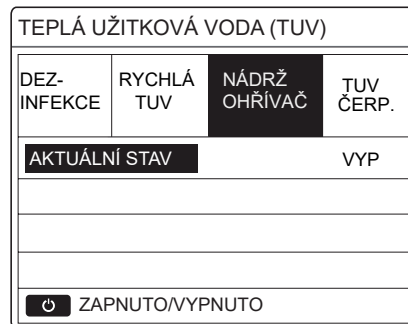 TEPLÁ UŽITKOVÁ VODA (TUV)
DEZ-
INFEKCE
RYCHLÁ
TUV
NÁDRŽ
OHŘÍVAČ
TUV
ČERP.
AKTUÁLNÍ STAV VYP
ZAPNUTO/VYPNUTO